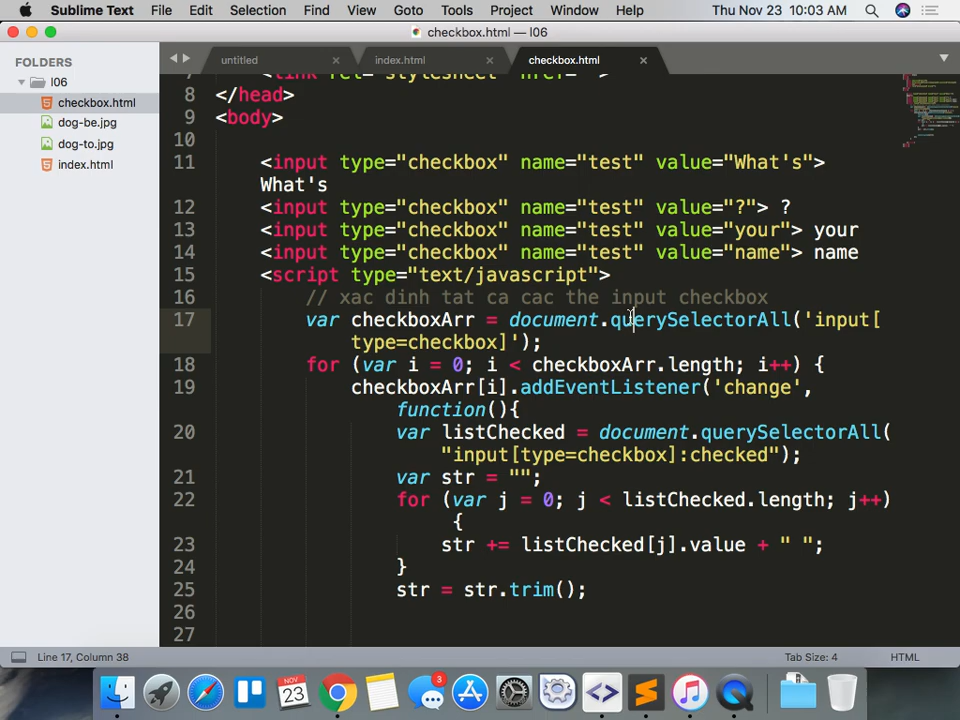 Sublime Text File Edit Selection Find View Goto Tools Project Window Help Thu Nov 23 10:03 AM
checkbox.html — l06
FOLDERS
l06
checkbox.html
dog-be.jpg
dog-to.jpg
index.html
untitled × index.html × checkbox.html ×
8 </head>
9 <body>
10
11 <input type="checkbox" name="test" value="What's">
What's
12 <input type="checkbox" name="test" value="?"> ?
13 <input type="checkbox" name="test" value="your"> your
14 <input type="checkbox" name="test" value="name"> name
15 <script type="text/javascript">
16 // xac dinh tat ca cac the input checkbox
17 var checkboxArr = document.querySelectorAll('input[
type=checkbox]');
18 for (var i = 0; i < checkboxArr.length; i++) {
19 checkboxArr[i].addEventListener('change',
function(){
20 var listChecked = document.querySelectorAll(
"input[type=checkbox]:checked");
21 var str = "";
22 for (var j = 0; j < listChecked.length; j++)
{
23 str += listChecked[j].value + " ";
24 }
25 str = str.trim();
26
27
Line 17, Column 38 Tab Size: 4 HTML
NOV
23
3